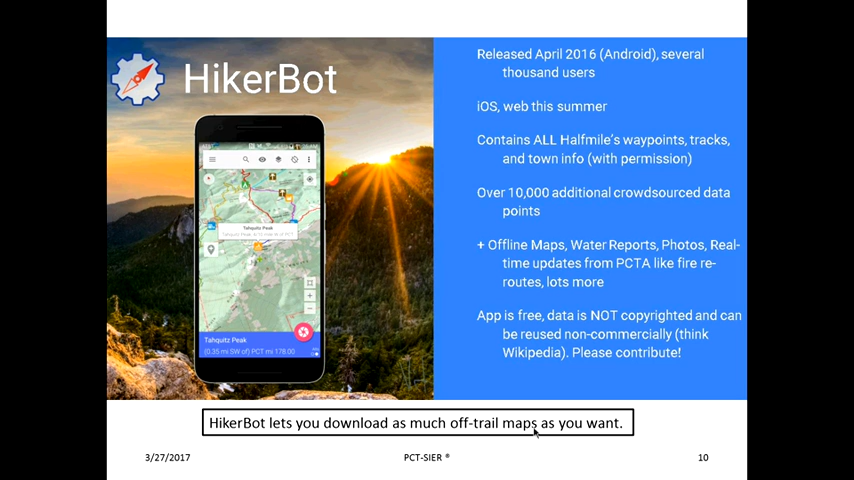 HikerBot
Tahquitz Peak
Tahquitz Peak
(0.35 mi SW of) PCT mi 178.00
Released April 2016 (Android), several
thousand users
iOS, web this summer
Contains ALL Halfmile's waypoints, tracks,
and town info (with permission)
Over 10,000 additional crowdsourced data
points
+ Offline Maps, Water Reports, Photos, Real-
time updates from PCTA like fire re-
routes, lots more
App is free, data is NOT copyrighted and can
be reused non-commercially (think
Wikipedia). Please contribute!
HikerBot lets you download as much off-trail maps as you want.
3/27/2017
PCT-SIER ®
10